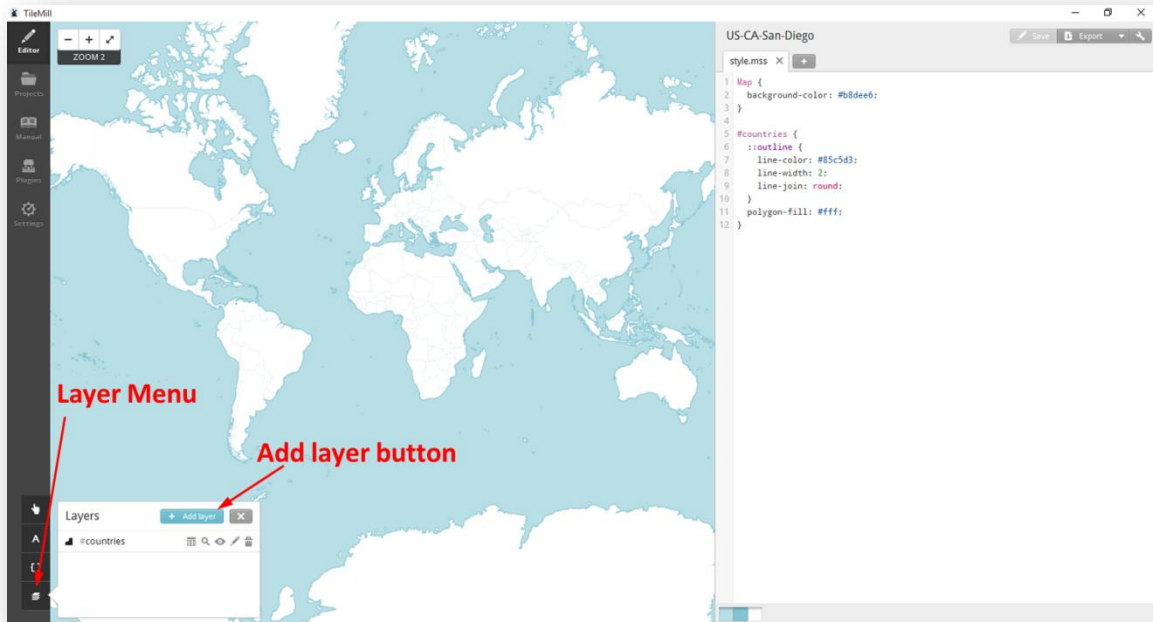 TileMill
Editor
Projects
Manual
Plugins
Settings
ZOOM 2
Layer Menu
Add layer button
Layers
+ Add layer
#countries
A
US-CA-San-Diego
Save
Export
style.mss
1 Map {
2 background-color: #b8dee6;
3 }
4
5 #countries {
6 ::outline {
7 line-color: #85c5d3;
8 line-width: 2;
9 line-join: round;
10 }
11 polygon-fill: #fff;
12 }